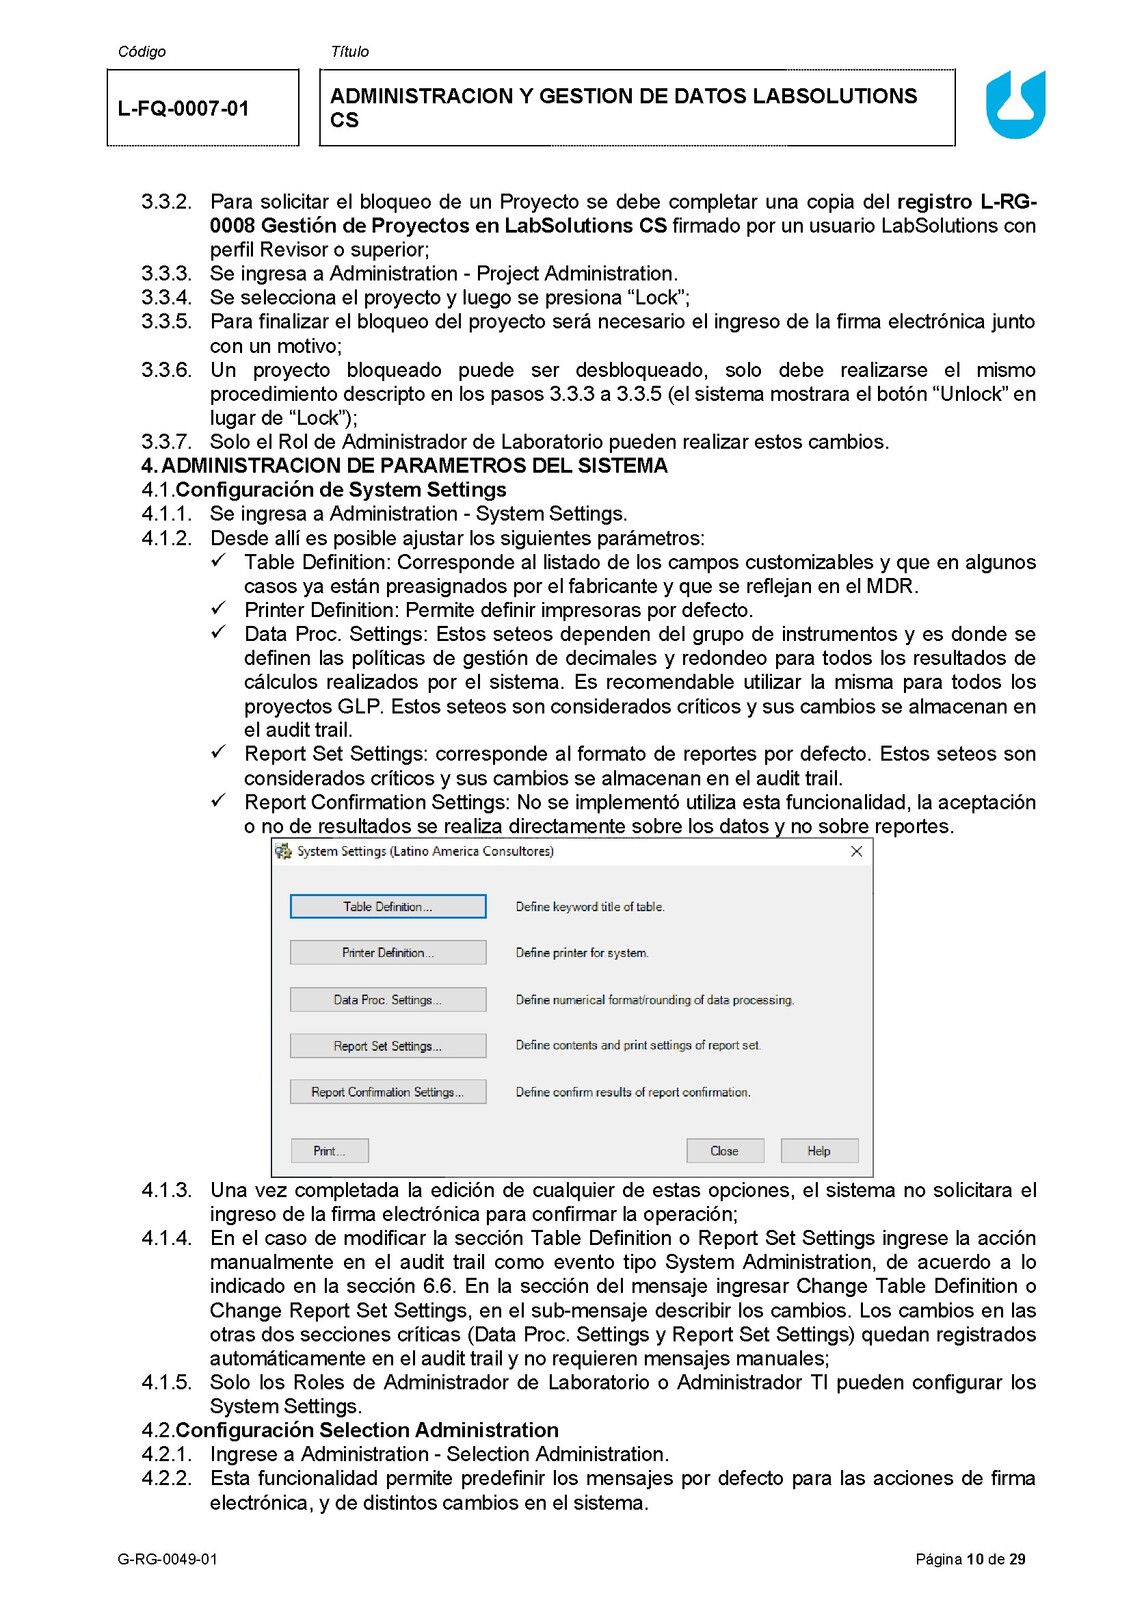 Código
Título
L-FQ-0007-01
ADMINISTRACION Y GESTION DE DATOS LABSOLUTIONS
CS
3.3.2. Para solicitar el bloqueo de un Proyecto se debe completar una copia del registro L-RG-
0008 Gestión de Proyectos en LabSolutions CS firmado por un usuario LabSolutions con
perfil Revisor o superior;
3.3.3. Se ingresa a Administration - Project Administration.
3.3.4. Se selecciona el proyecto y luego se presiona “Lock”;
3.3.5. Para finalizar el bloqueo del proyecto será necesario el ingreso de la firma electrónica junto
con un motivo;
3.3.6. Un proyecto bloqueado puede ser desbloqueado, solo debe realizarse el mismo
procedimiento descripto en los pasos 3.3.3 a 3.3.5 (el sistema mostrara el botón “Unlock” en
lugar de “Lock”);
3.3.7. Solo el Rol de Administrador de Laboratorio pueden realizar estos cambios.
4. ADMINISTRACION DE PARAMETROS DEL SISTEMA
4.1.Configuración de System Settings
4.1.1. Se ingresa a Administration - System Settings.
4.1.2. Desde allí es posible ajustar los siguientes parámetros:
✓ Table Definition: Corresponde al listado de los campos customizables y que en algunos
casos ya están preasignados por el fabricante y que se reflejan en el MDR.
✓ Printer Definition: Permite definir impresoras por defecto.
✓ Data Proc. Settings: Estos seteos dependen del grupo de instrumentos y es donde se
definen las políticas de gestión de decimales y redondeo para todos los resultados de
cálculos realizados por el sistema. Es recomendable utilizar la misma para todos los
proyectos GLP. Estos seteos son considerados críticos y sus cambios se almacenan en
el audit trail.
✓ Report Set Settings: corresponde al formato de reportes por defecto. Estos seteos son
considerados críticos y sus cambios se almacenan en el audit trail.
✓ Report Confirmation Settings: No se implementó utiliza esta funcionalidad, la aceptación
o no de resultados se realiza directamente sobre los datos y no sobre reportes.
System Settings (Latino America Consultores)
Table Definition... Define keyword title of table.
Printer Definition... Define printer for system.
Data Proc. Settings... Define numerical format/rounding of data processing.
Report Set Settings... Define contents and print settings of report set.
Report Confirmation Settings... Define confirm results of report confirmation.
Print... Close Help
4.1.3. Una vez completada la edición de cualquier de estas opciones, el sistema no solicitara el
ingreso de la firma electrónica para confirmar la operación;
4.1.4. En el caso de modificar la sección Table Definition o Report Set Settings ingrese la acción
manualmente en el audit trail como evento tipo System Administration, de acuerdo a lo
indicado en la sección 6.6. En la sección del mensaje ingresar Change Table Definition o
Change Report Set Settings, en el sub-mensaje describir los cambios. Los cambios en las
otras dos secciones críticas (Data Proc. Settings y Report Set Settings) quedan registrados
automáticamente en el audit trail y no requieren mensajes manuales;
4.1.5. Solo los Roles de Administrador de Laboratorio o Administrador TI pueden configurar los
System Settings.
4.2.Configuración Selection Administration
4.2.1. Ingrese a Administration - Selection Administration.
4.2.2. Esta funcionalidad permite predefinir los mensajes por defecto para las acciones de firma
electrónica, y de distintos cambios en el sistema.
G-RG-0049-01
Página 10 de 29